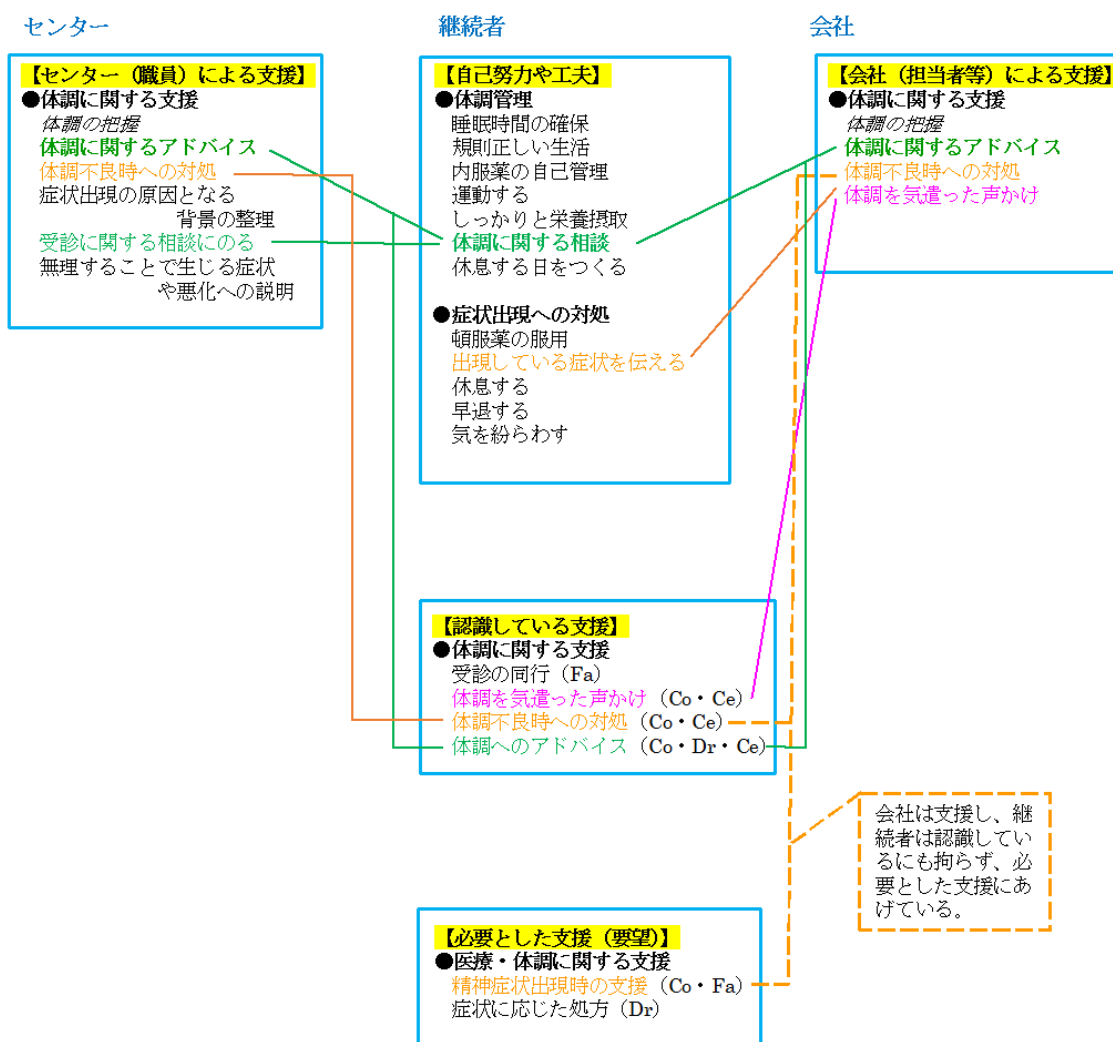 センター
【センター（職員）による支援】
●体調に関する支援
体調の把握
体調に関するアドバイス
体調不良時への対処
症状出現の原因となる
背景の整理
受診に関する相談にのる
無理することで生じる症状
や悪化への説明
継続者
【自己努力や工夫】
●体調管理
睡眠時間の確保
規則正しい生活
内服薬の自己管理
運動する
しっかりと栄養摂取
体調に関する相談
休息する日をつくる
●症状出現への対処
頓服薬の服用
出現している症状を伝える
休息する
早退する
気を紛らわす
会社
【会社（担当者等）による支援】
●体調に関する支援
体調の把握
体調に関するアドバイス
体調不良時への対処
体調を気遣った声かけ
【認識している支援】
●体調に関する支援
受診の同行（Fa）
体調を気遣った声かけ（Co・Ce）
体調不良時への対処（Co・Ce）
体調へのアドバイス（Co・Dr・Ce）
会社は支援し、継
続者は認識してい
るにも拘らず、必
要とした支援にあ
げている。
【必要とした支援（要望）】
●医療・体調に関する支援
精神症状出現時の支援（Co・Fa）
症状に応じた処方（Dr）